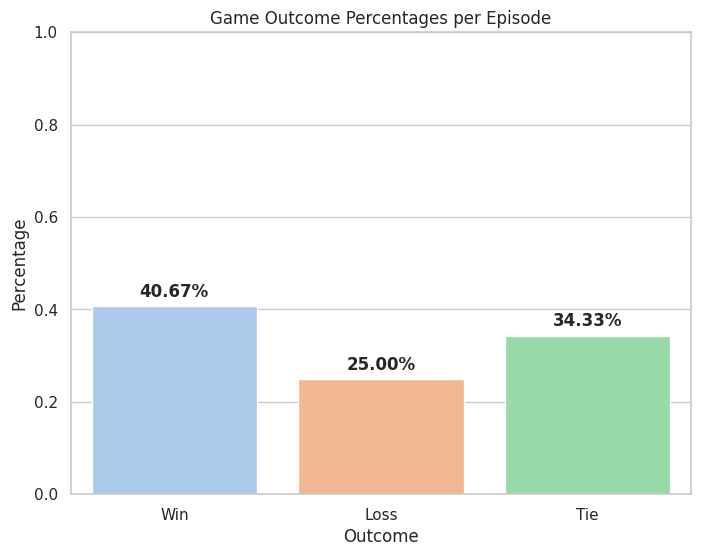 Game Outcome Percentages per Episode
1.0
0.8
0.6
0.4
0.2
0.0
Percentage
40.67%
25.00%
34.33%
Win
Loss
Tie
Outcome